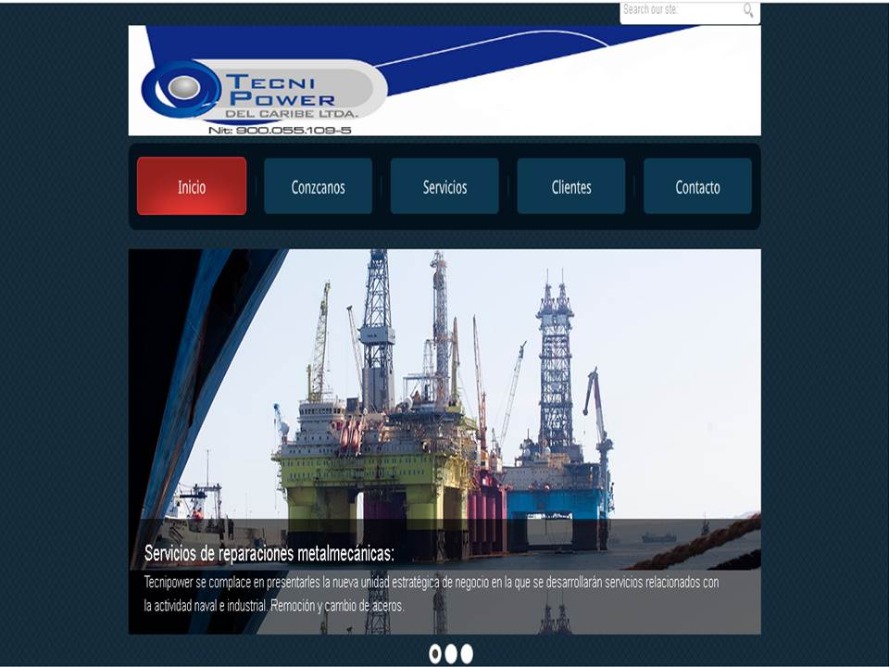 Search our site:
TECNI
POWER
DEL CARIBE LTDA.
Nit: 900.055.109-5
Inicio
Conzcanos
Servicios
Clientes
Contacto
Servicios de reparaciones metalmecánicas:
Tecnipower se complace en presentarles la nueva unidad estratégica de negocio en la que se desarrollarán servicios relacionados con
la actividad naval e industrial. Remoción y cambio de aceros.